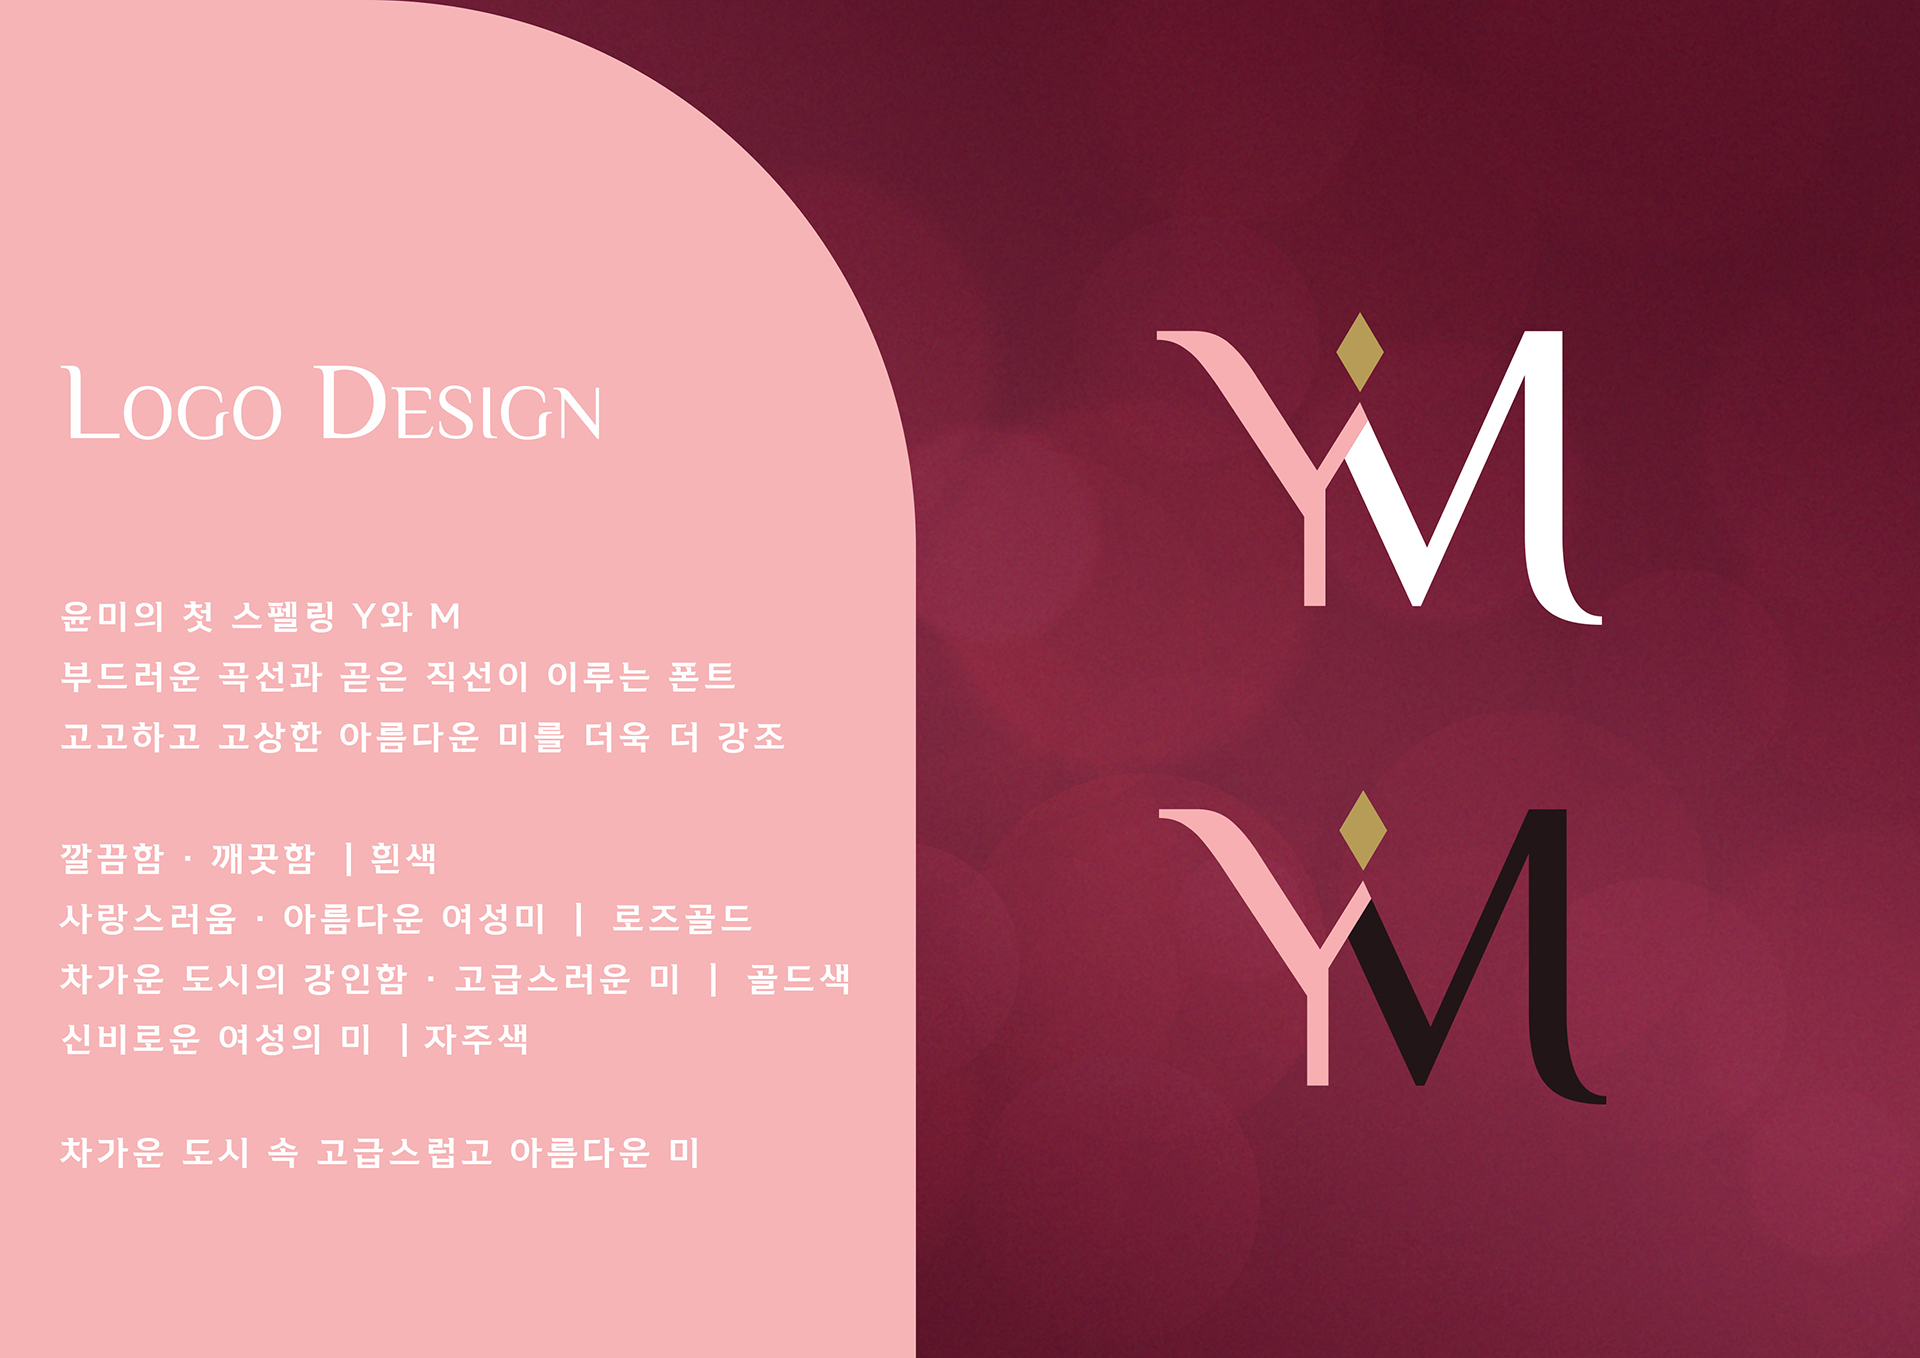 LOGO DESIGN
윤미의 첫 스펠링 Y와 M
부드러운 곡선과 곧은 직선이 이루는 폰트
고고하고 고상한 아름다운 미를 더욱 더 강조
깔끔함 · 깨끗함 | 흰색
사랑스러움 · 아름다운 여성미 | 로즈골드
차가운 도시의 강인함 · 고급스러운 미 | 골드색
신비로운 여성의 미 | 자주색
차가운 도시 속 고급스럽고 아름다운 미
YM
YM